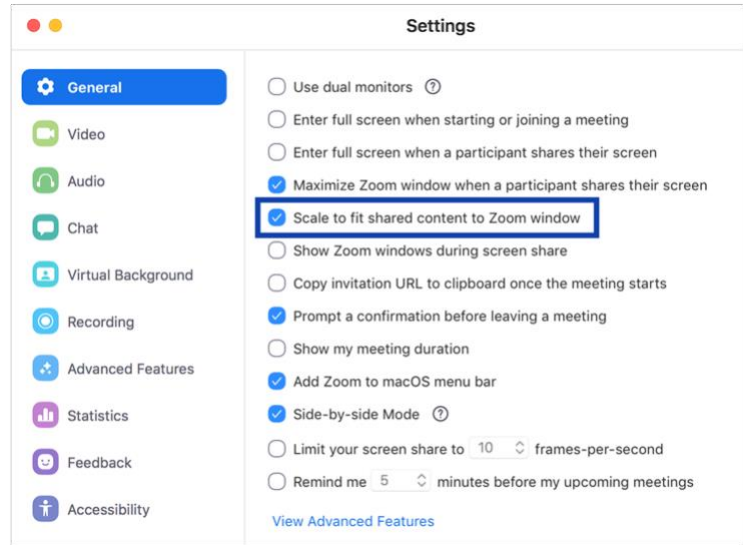 Settings
General
Video
Audio
Chat
Virtual Background
Recording
Advanced Features
Statistics
Feedback
Accessibility
Use dual monitors ?
Enter full screen when starting or joining a meeting
Enter full screen when a participant shares their screen
Maximize Zoom window when a participant shares their screen
Scale to fit shared content to Zoom window
Show Zoom windows during screen share
Copy invitation URL to clipboard once the meeting starts
Prompt a confirmation before leaving a meeting
Show my meeting duration
Add Zoom to macOS menu bar
Side-by-side Mode ?
Limit your screen share to 10 frames-per-second
Remind me 5 minutes before my upcoming meetings
View Advanced Features